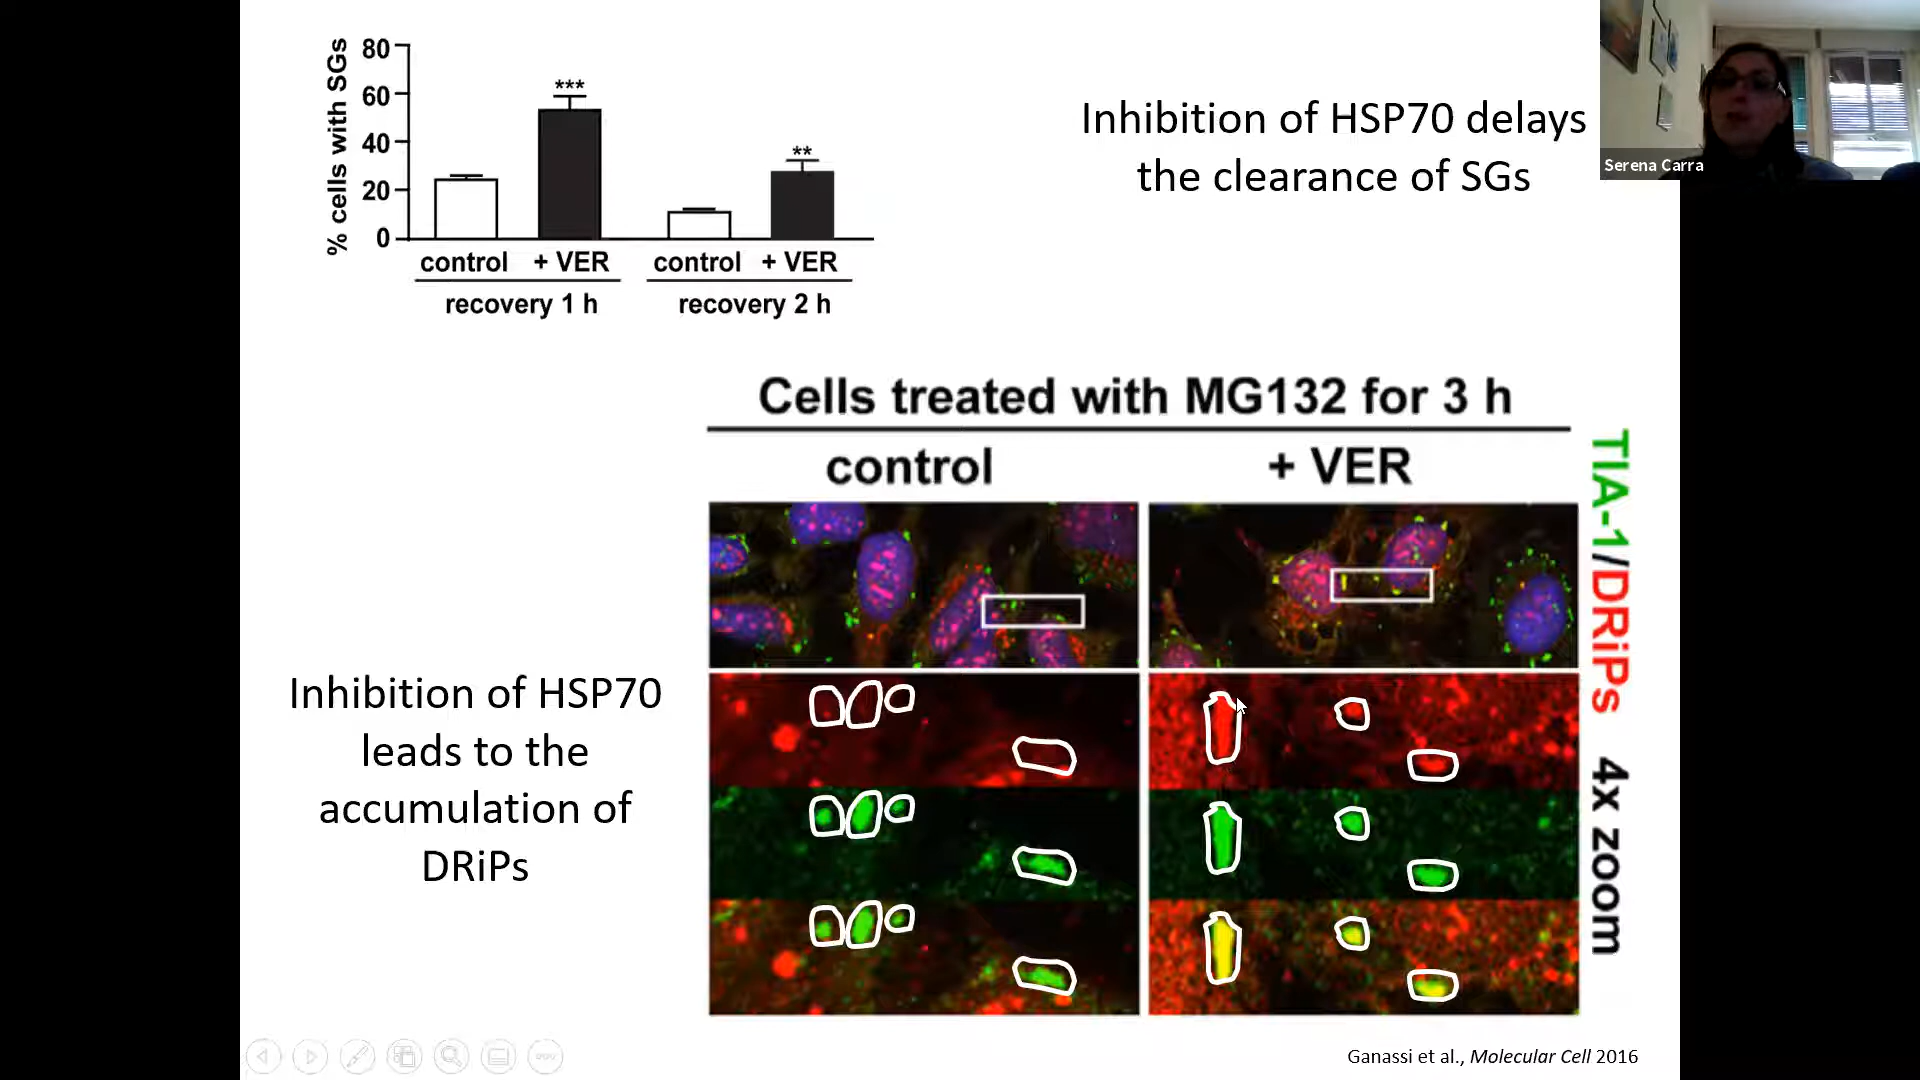 % cells with SGs
80
60
40
20
0
***
**
control + VER control + VER
recovery 1 h recovery 2 h
Inhibition of HSP70 delays
the clearance of SGs
Serena Carra
Cells treated with MG132 for 3 h
control + VER
TIA-1/DRiPs 4x zoom
Inhibition of HSP70
leads to the
accumulation of
DRiPs
Ganassi et al., Molecular Cell 2016